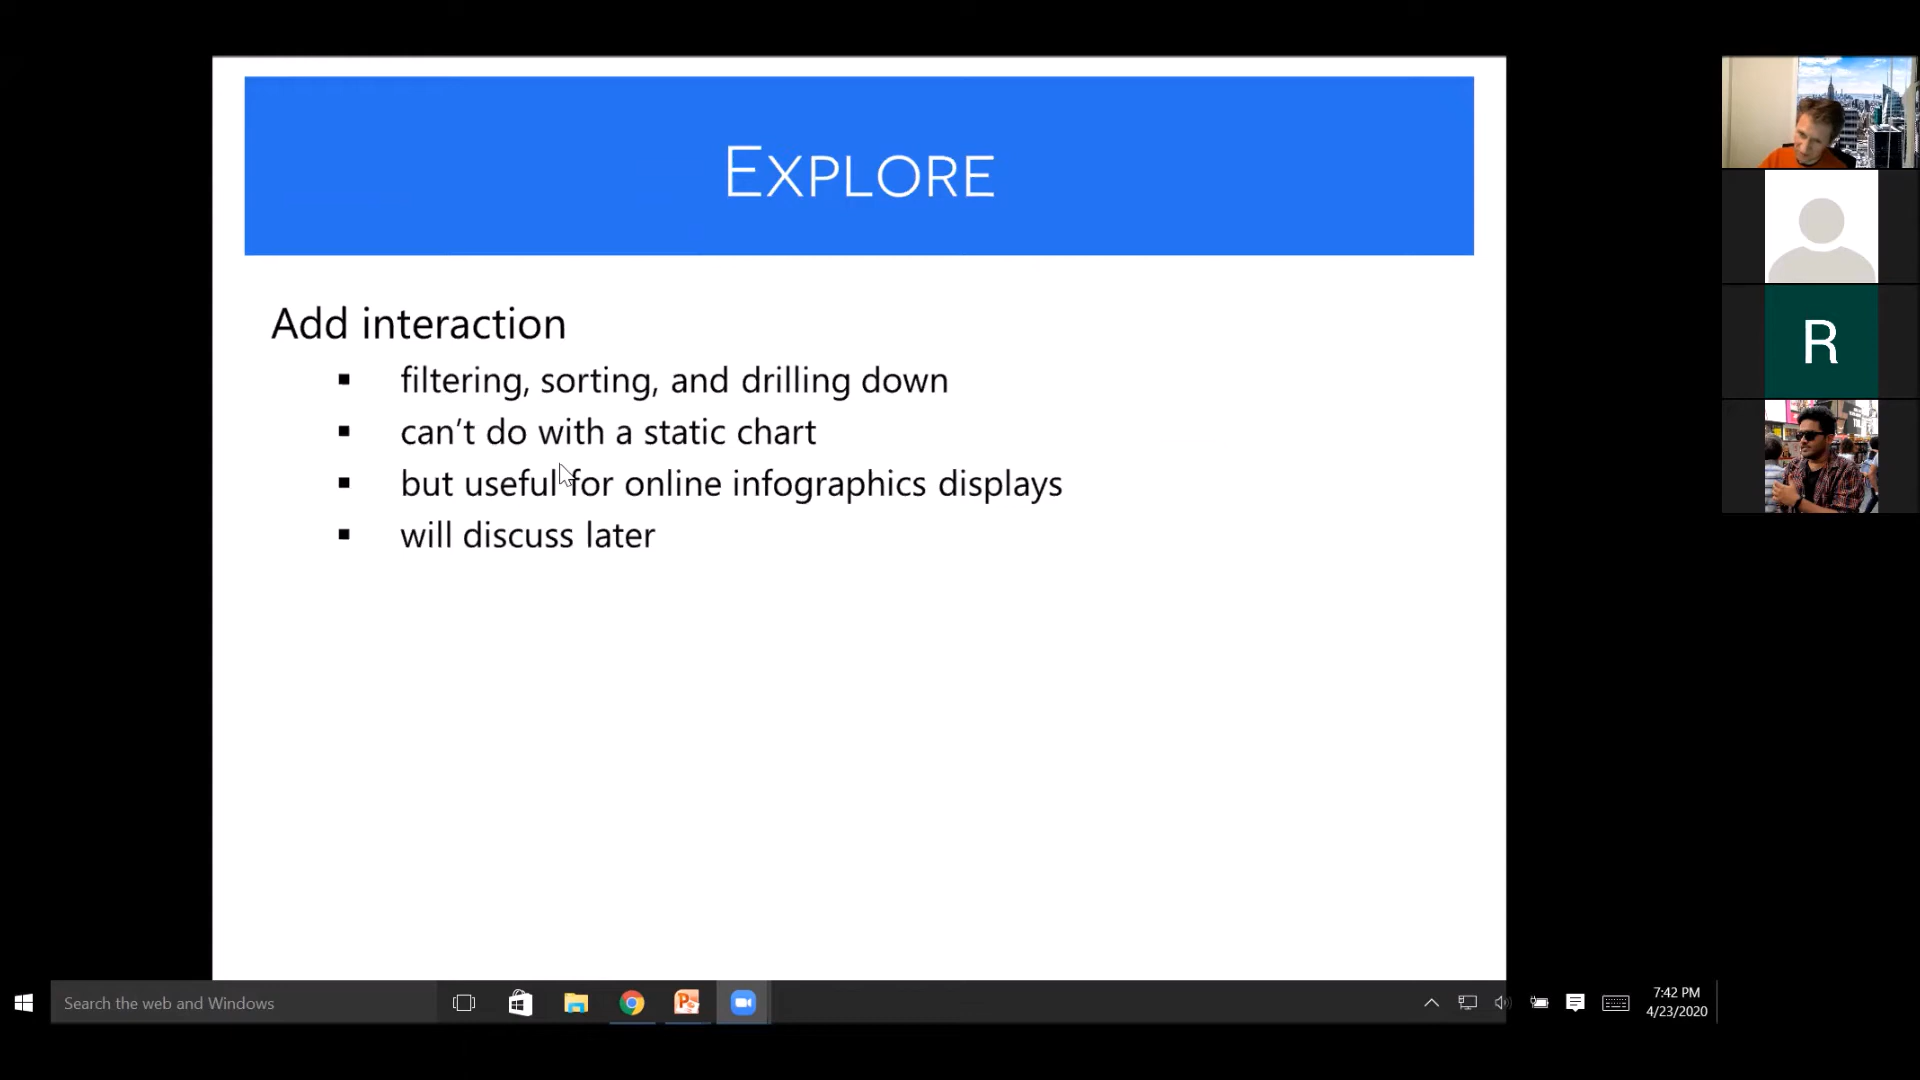 EXPLORE
Add interaction
▪ filtering, sorting, and drilling down
▪ can’t do with a static chart
▪ but useful for online infographics displays
▪ will discuss later
R
Search the web and Windows
7:42 PM
4/23/2020